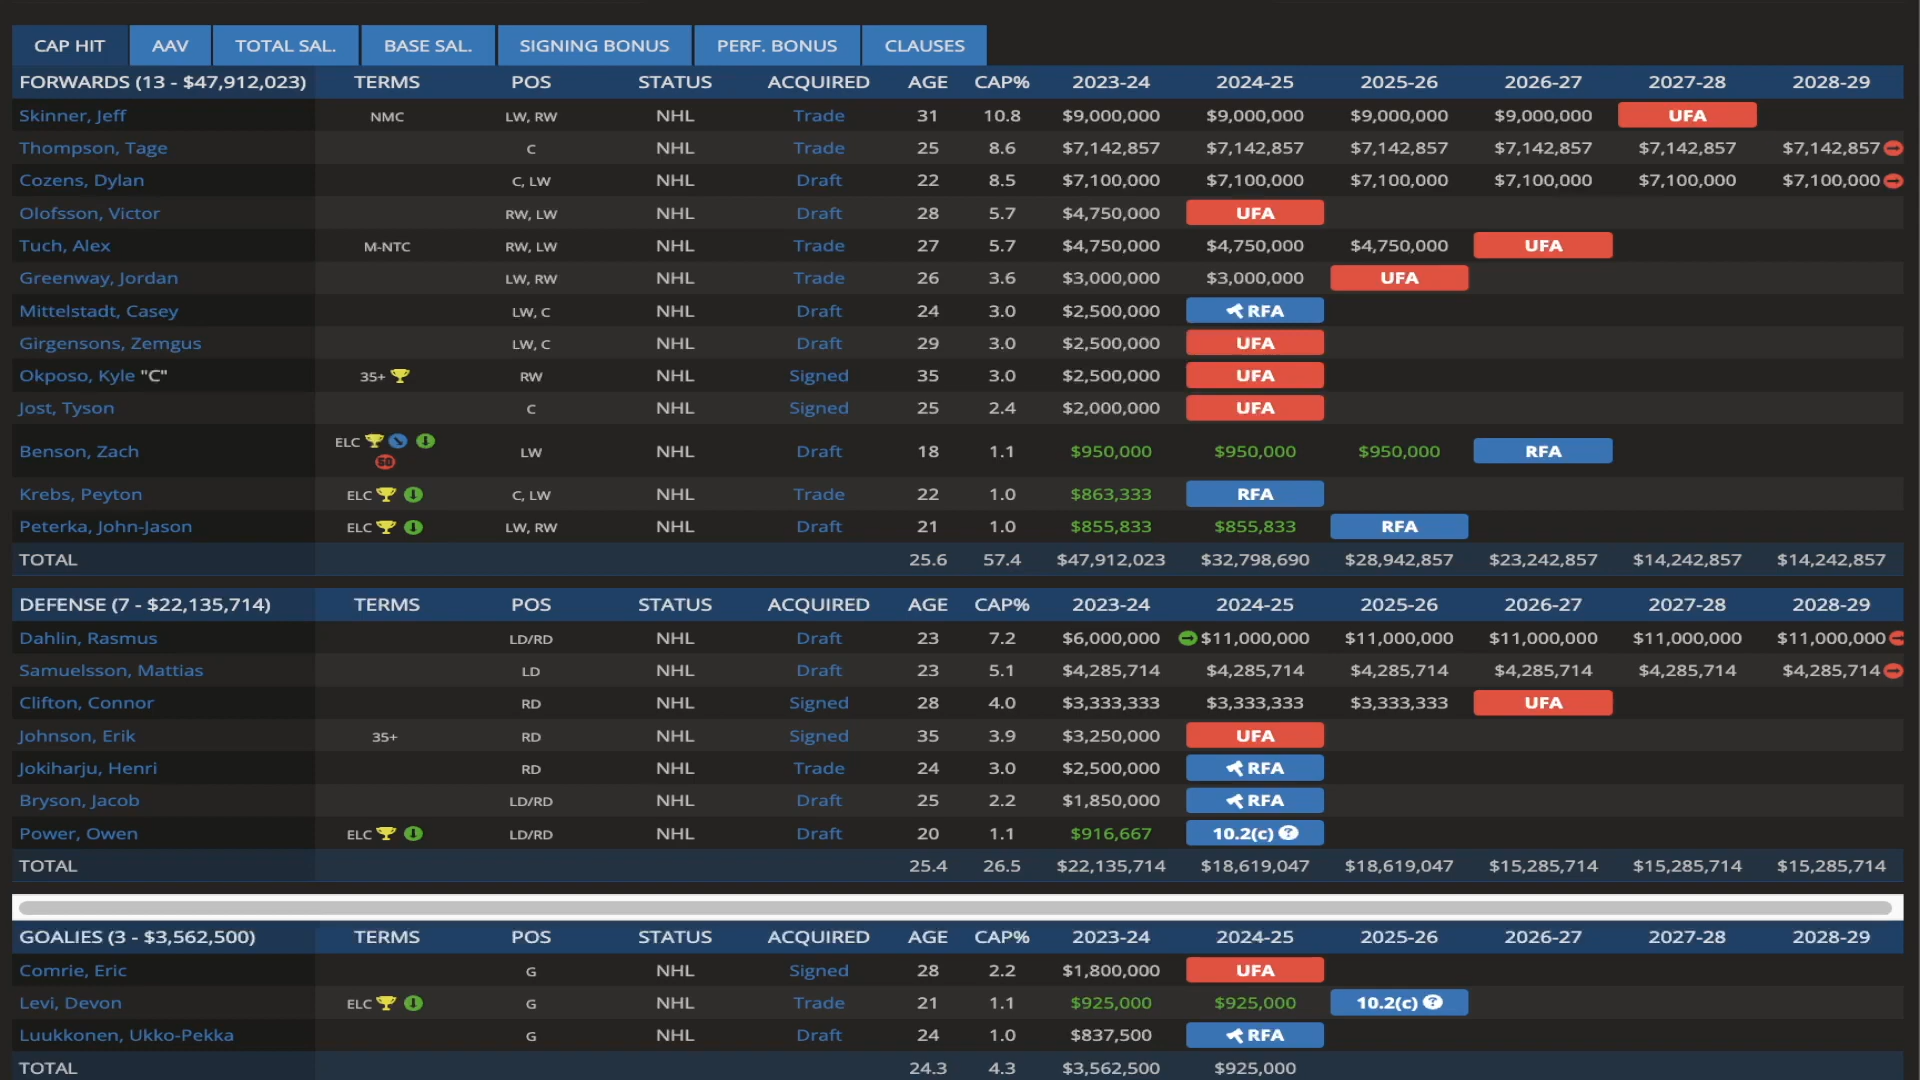 CAP HIT AAV TOTAL SAL. BASE SAL. SIGNING BONUS PERF. BONUS CLAUSES
FORWARDS (13 - $47,912,023) TERMS POS STATUS ACQUIRED AGE CAP% 2023-24 2024-25 2025-26 2026-27 2027-28 2028-29
Skinner, Jeff NMC LW, RW NHL Trade 31 10.8 $9,000,000 $9,000,000 $9,000,000 $9,000,000 UFA
Thompson, Tage C NHL Trade 25 8.6 $7,142,857 $7,142,857 $7,142,857 $7,142,857 $7,142,857 $7,142,857
Cozens, Dylan C, LW NHL Draft 22 8.5 $7,100,000 $7,100,000 $7,100,000 $7,100,000 $7,100,000 $7,100,000
Olofsson, Victor RW, LW NHL Draft 28 5.7 $4,750,000 UFA
Tuch, Alex M-NTC RW, LW NHL Trade 27 5.7 $4,750,000 $4,750,000 $4,750,000 UFA
Greenway, Jordan LW, RW NHL Trade 26 3.6 $3,000,000 $3,000,000 UFA
Mittelstadt, Casey LW, C NHL Draft 24 3.0 $2,500,000 RFA
Girgensons, Zemgus LW, C NHL Draft 29 3.0 $2,500,000 UFA
Okposo, Kyle "C" 35+ RW NHL Signed 35 3.0 $2,500,000 UFA
Jost, Tyson C NHL Signed 25 2.4 $2,000,000 UFA
Benson, Zach ELC SO LW NHL Draft 18 1.1 $950,000 $950,000 $950,000 RFA
Krebs, Peyton ELC C, LW NHL Trade 22 1.0 $863,333 RFA
Peterka, John-Jason ELC LW, RW NHL Draft 21 1.0 $855,833 $855,833 RFA
TOTAL 25.6 57.4 $47,912,023 $32,798,690 $28,942,857 $23,242,857 $14,242,857 $14,242,857
DEFENSE (7 - $22,135,714) TERMS POS STATUS ACQUIRED AGE CAP% 2023-24 2024-25 2025-26 2026-27 2027-28 2028-29
Dahlin, Rasmus LD/RD NHL Draft 23 7.2 $6,000,000 $11,000,000 $11,000,000 $11,000,000 $11,000,000 $11,000,000
Samuelsson, Mattias LD NHL Draft 23 5.1 $4,285,714 $4,285,714 $4,285,714 $4,285,714 $4,285,714 $4,285,714
Clifton, Connor RD NHL Signed 28 4.0 $3,333,333 $3,333,333 $3,333,333 UFA
Johnson, Erik 35+ RD NHL Signed 35 3.9 $3,250,000 UFA
Jokiharju, Henri RD NHL Trade 24 3.0 $2,500,000 RFA
Bryson, Jacob LD/RD NHL Draft 25 2.2 $1,850,000 RFA
Power, Owen ELC LD/RD NHL Draft 20 1.1 $916,667 10.2(c) ?
TOTAL 25.4 26.5 $22,135,714 $18,619,047 $18,619,047 $15,285,714 $15,285,714 $15,285,714
GOALIES (3 - $3,562,500) TERMS POS STATUS ACQUIRED AGE CAP% 2023-24 2024-25 2025-26 2026-27 2027-28 2028-29
Comrie, Eric G NHL Signed 28 2.2 $1,800,000 UFA
Levi, Devon ELC G NHL Trade 21 1.1 $925,000 $925,000 10.2(c) ?
Luukkonen, Ukko-Pekka G NHL Draft 24 1.0 $837,500 RFA
TOTAL 24.3 4.3 $3,562,500 $925,000